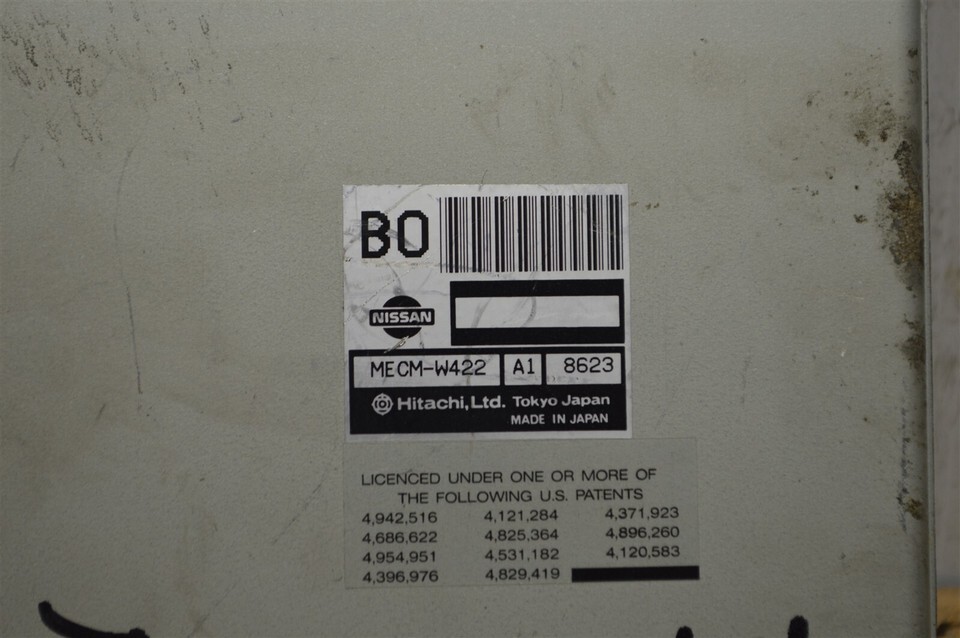 BO
NISSAN
MECM-W422 A1 8623
Hitachi, Ltd. Tokyo Japan
MADE IN JAPAN
LICENCED UNDER ONE OR MORE OF
THE FOLLOWING U.S. PATENTS
4,942,516 4,121,284 4,371,923
4,686,622 4,825,364 4,896,260
4,954,951 4,531,182 4,120,583
4,396,976 4,829,419